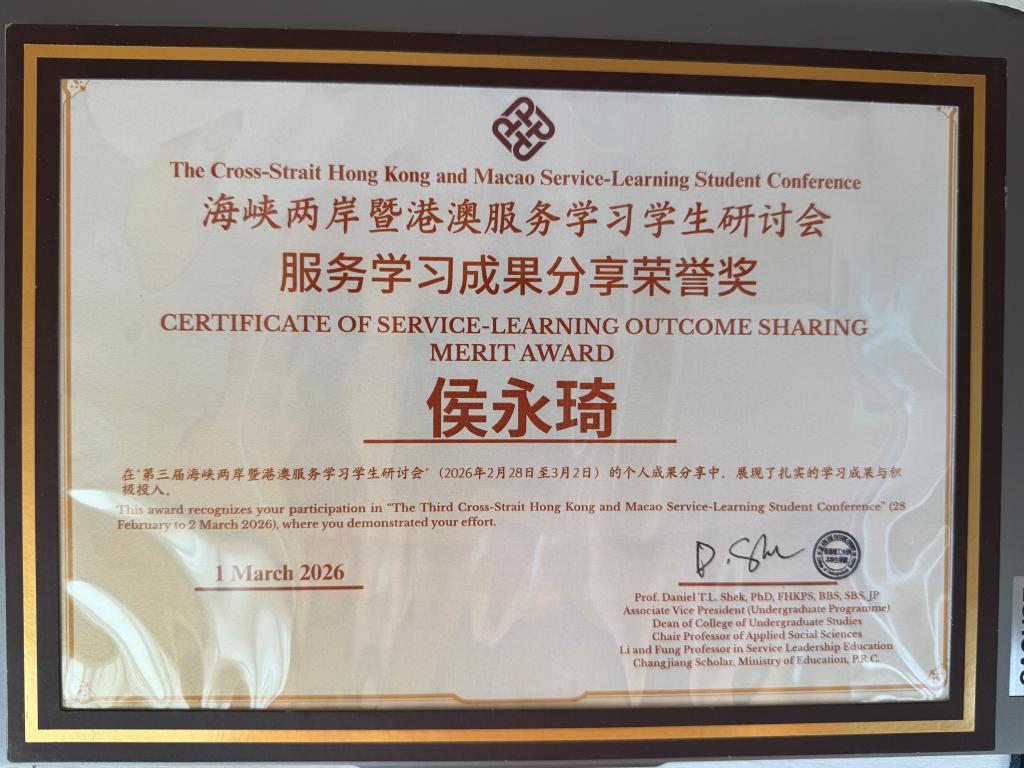 The Cross-Strait Hong Kong and Macao Service-Learning Student Conference
海峡两岸暨港澳服务学习学生研讨会
服务学习成果分享荣誉奖
CERTIFICATE OF SERVICE-LEARNING OUTCOME SHARING
MERIT AWARD
侯永琦
在“第三届海峡两岸暨港澳服务学习学生研讨会”（2026年2月28日至3月2日）的个人成果分享中，展现了扎实的学习成果与积
极投入。
This award recognizes your participation in “The Third Cross-Strait Hong Kong and Macao Service-Learning Student Conference” (28
February to 2 March 2026), where you demonstrated your effort.
1 March 2026
D. Shek
Prof. Daniel T.L. Shek, PhD, FHKPS, BBS, SBS, JP
Associate Vice President (Undergraduate Programme)
Dean of College of Undergraduate Studies
Chair Professor of Applied Social Sciences
Li and Fung Professor in Service Leadership Education
Changjiang Scholar, Ministry of Education, P.R.C.